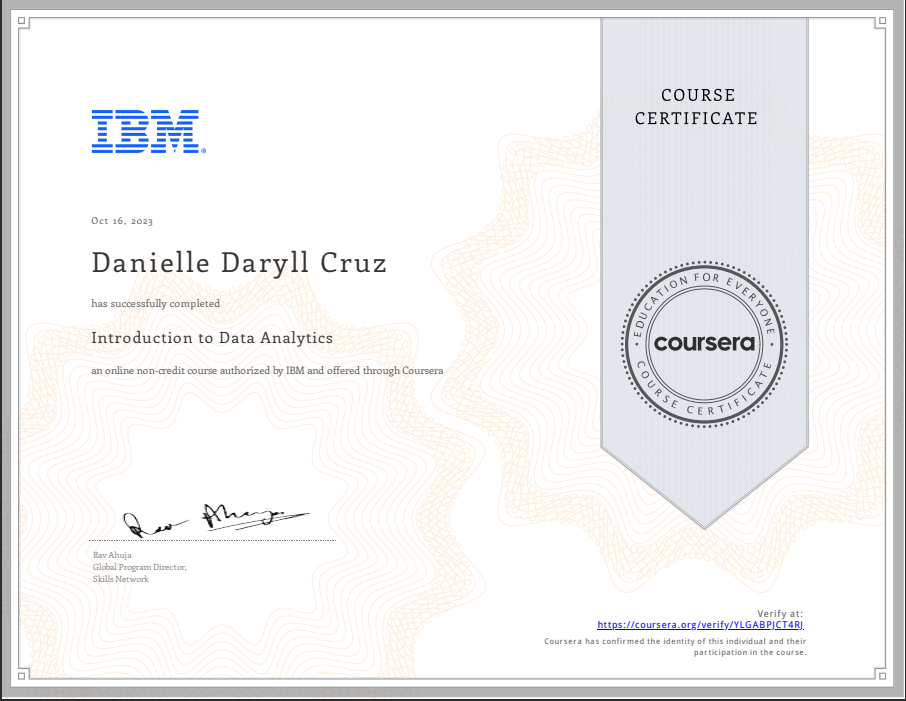 COURSE
CERTIFICATE
IBM®
Oct 16, 2023
Danielle Daryll Cruz
has successfully completed
Introduction to Data Analytics
an online non-credit course authorized by IBM and offered through Coursera
EDUCATION FOR EVERYONE
coursera
COURSE CERTIFICATE
Rav Ahuja
Rav Ahuja
Global Program Director,
Skills Network
Verify at:
https://coursera.org/verify/YLGABPJCT4RJ
Coursera has confirmed the identity of this individual and their
participation in the course.